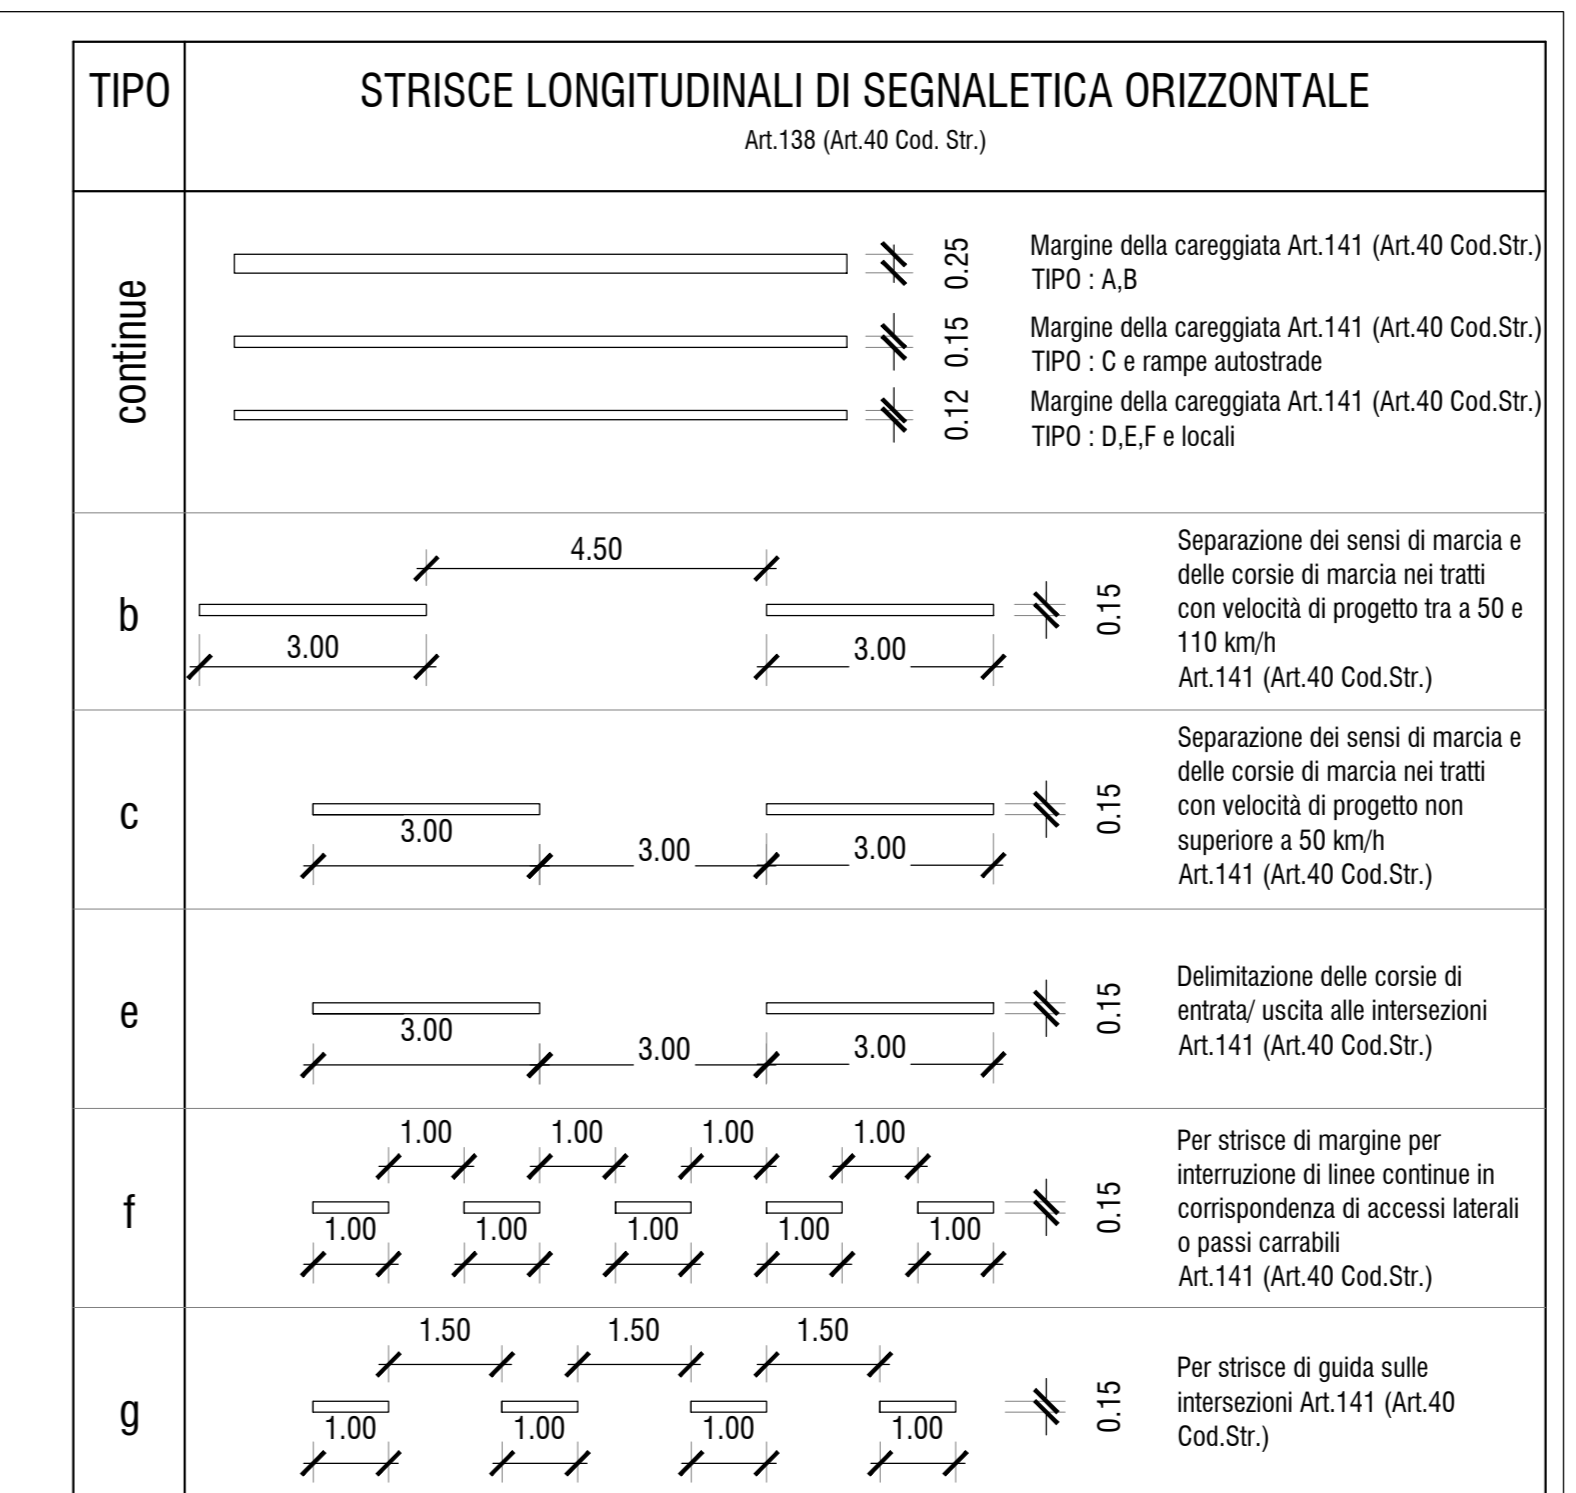 TIPO
STRISCE LONGITUDINALI DI SEGNALETICA ORIZZONTALE
Art.138 (Art.40 Cod. Str.)
continue
0.25
Margine della careggiata Art.141 (Art.40 Cod.Str.)
TIPO : A,B
0.15
Margine della careggiata Art.141 (Art.40 Cod.Str.)
TIPO : C e rampe autostrade
0.12
Margine della careggiata Art.141 (Art.40 Cod.Str.)
TIPO : D,E,F e locali
b
4.50
3.00
3.00
0.15
Separazione dei sensi di marcia e
delle corsie di marcia nei tratti
con velocità di progetto tra a 50 e
110 km/h
Art.141 (Art.40 Cod.Str.)
c
3.00
3.00
3.00
0.15
Separazione dei sensi di marcia e
delle corsie di marcia nei tratti
con velocità di progetto non
superiore a 50 km/h
Art.141 (Art.40 Cod.Str.)
e
3.00
3.00
3.00
0.15
Delimitazione delle corsie di
entrata/ uscita alle intersezioni
Art.141 (Art.40 Cod.Str.)
f
1.00 1.00 1.00 1.00
1.00 1.00 1.00 1.00 1.00
0.15
Per strisce di margine per
interruzione di linee continue in
corrispondenza di accessi laterali
o passi carrabili
Art.141 (Art.40 Cod.Str.)
g
1.50 1.50 1.50
1.00 1.00 1.00 1.00
0.15
Per strisce di guida sulle
intersezioni Art.141 (Art.40
Cod.Str.)